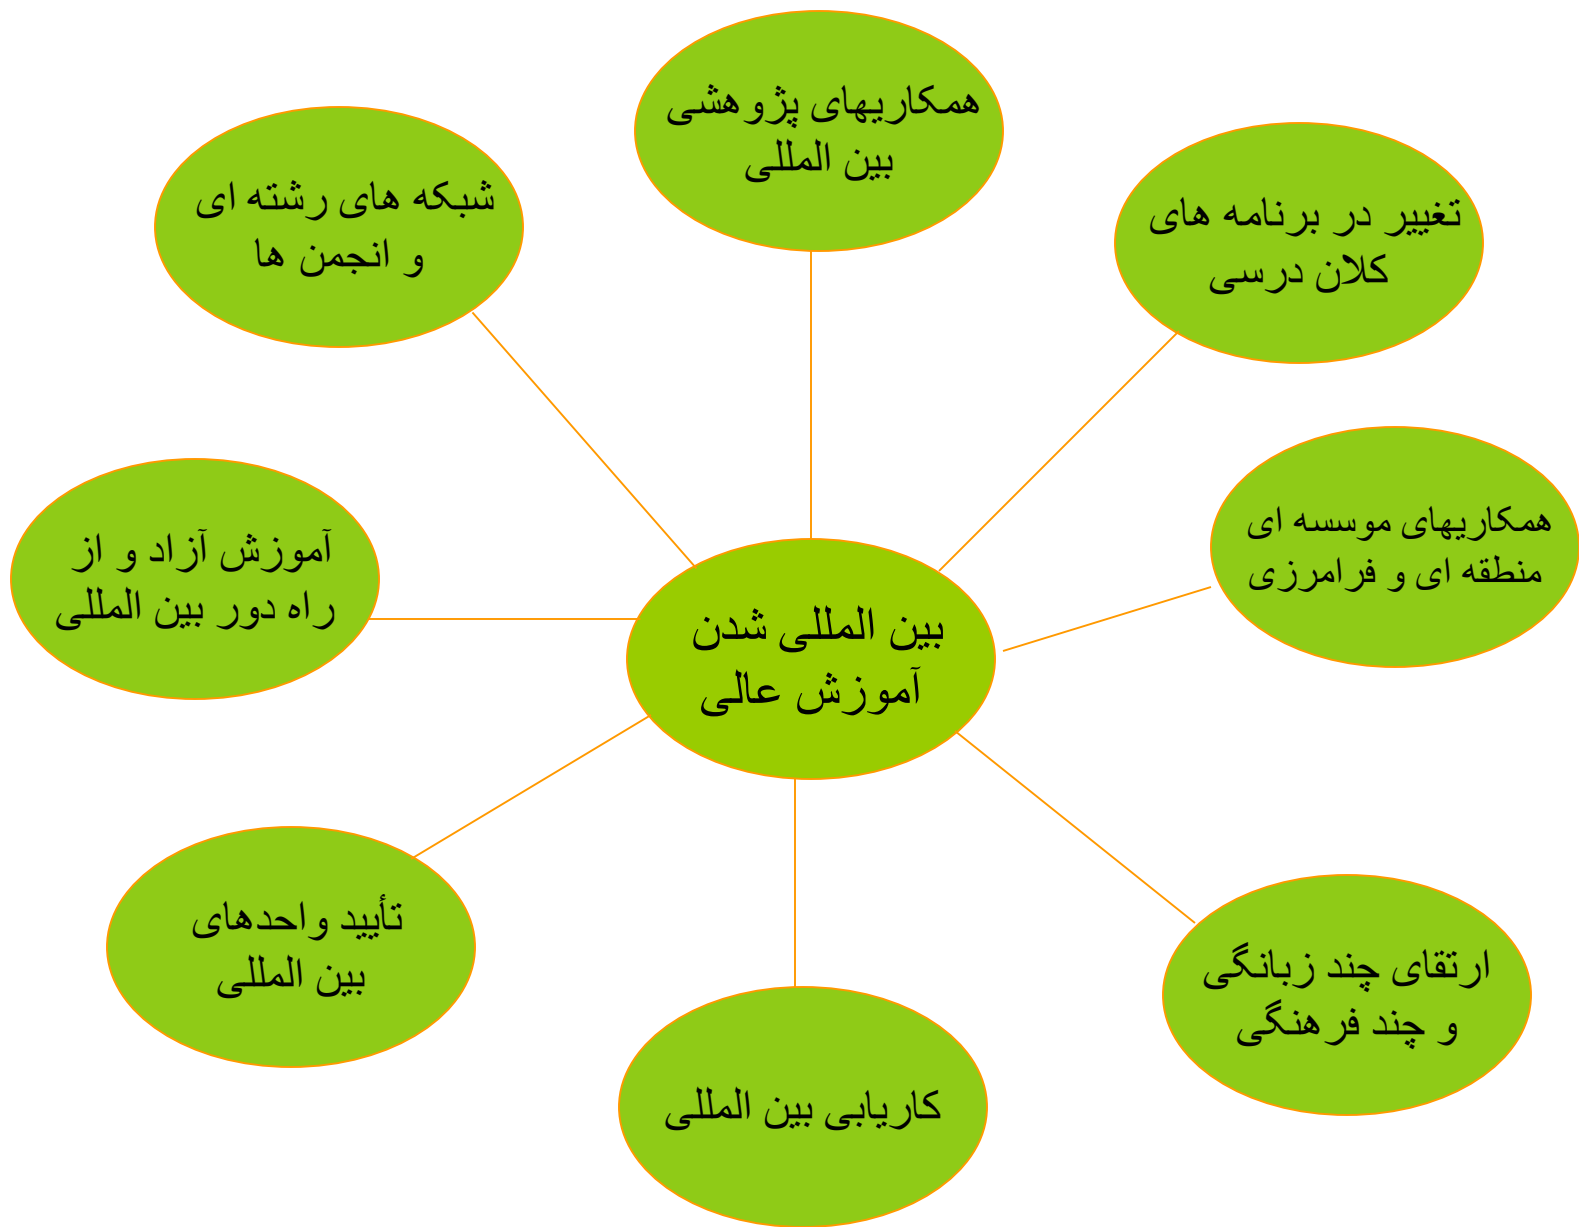 همکاریهای پژوهشی
بین المللی
تغییر در برنامه های
کلان درسی
شبکه های رشته ای
و انجمن ها
همکاریهای موسسه ای
منطقه ای و فرامرزی
آموزش آزاد و از
راه دور بین المللی
بین المللی شدن
آموزش عالی
تأیید واحدهای
بین المللی
ارتقای چند زبانگی
و چند فرهنگی
کاریابی بین المللی